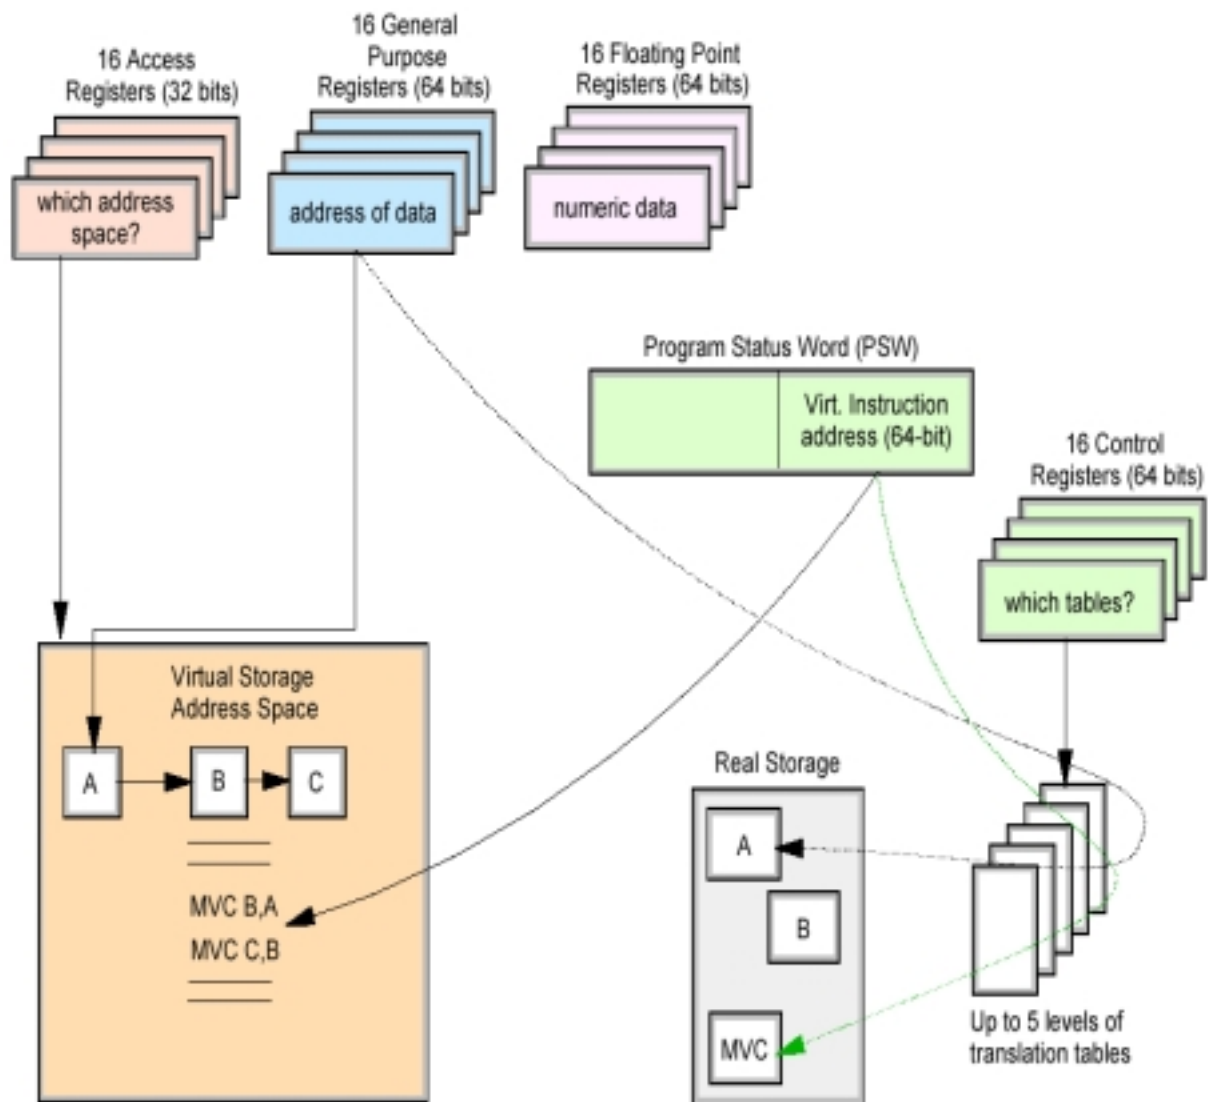 16 Access
Registers (32 bits)
which address
space?
16 General
Purpose
Registers (64 bits)
address of data
16 Floating Point
Registers (64 bits)
numeric data
Program Status Word (PSW)
Virt. Instruction
address (64-bit)
16 Control
Registers (64 bits)
which tables?
Virtual Storage
Address Space
A
B
C
MVC B,A
MVC C,B
Real Storage
A
B
MVC
Up to 5 levels of
translation tables